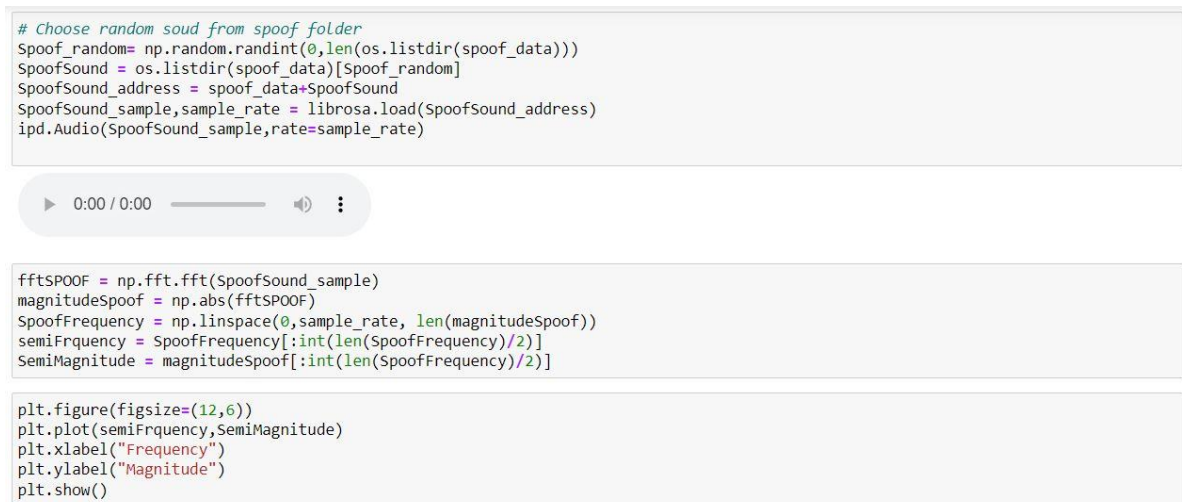 # Choose random soud from spoof folder
Spoof_random= np.random.randint(0,len(os.listdir(spoof_data)))
SpoofSound = os.listdir(spoof_data)[Spoof_random]
SpoofSound_address = spoof_data+SpoofSound
SpoofSound_sample,sample_rate = librosa.load(SpoofSound_address)
ipd.Audio(SpoofSound_sample,rate=sample_rate)
0:00 / 0:00
fftSPOOF = np.fft.fft(SpoofSound_sample)
magnitudeSpoof = np.abs(fftSPOOF)
SpoofFrequency = np.linspace(0,sample_rate, len(magnitudeSpoof))
semiFrquency = SpoofFrequency[:int(len(SpoofFrequency)/2)]
SemiMagnitude = magnitudeSpoof[:int(len(SpoofFrequency)/2)]
plt.figure(figsize=(12,6))
plt.plot(semiFrquency,SemiMagnitude)
plt.xlabel("Frequency")
plt.ylabel("Magnitude")
plt.show()